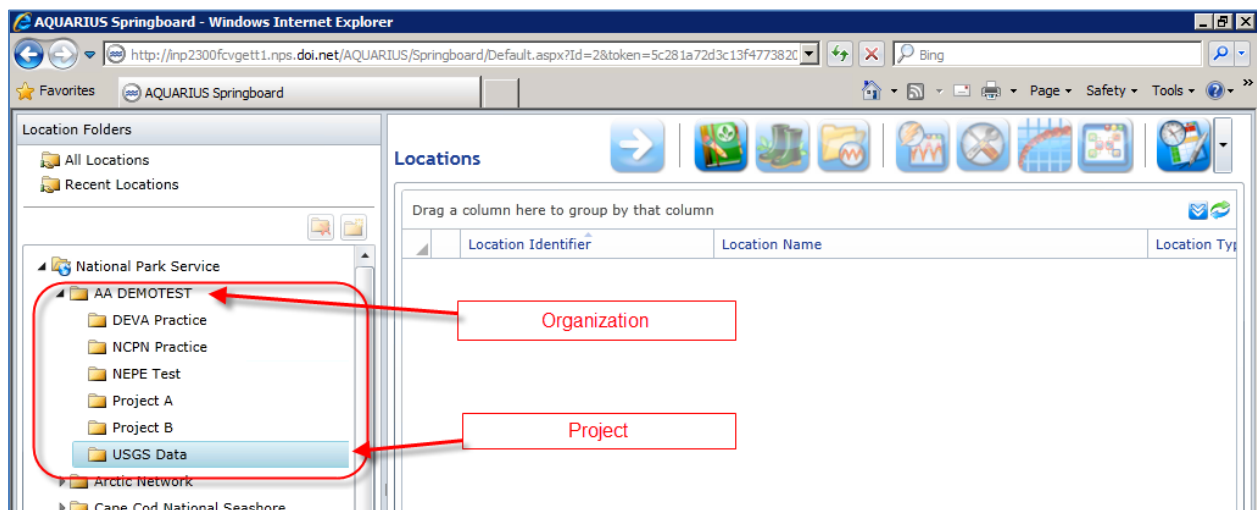 AQUARIUS Springboard - Windows Internet Explorer
http://inp2300fcvgett1.nps.doi.net/AQUARIUS/Springboard/Default.aspx?Id=2&token=5c281a72d3c13f477382C
Bing
Favorites
AQUARIUS Springboard
Page
Safety
Tools
Location Folders
All Locations
Recent Locations
Locations
Drag a column here to group by that column
Location Identifier
Location Name
Location Typ
National Park Service
AA DEMOTEST
DEVA Practice
NCPN Practice
NEPE Test
Project A
Project B
USGS Data
Arctic Network
Cape Cod National Seashore
Organization
Project